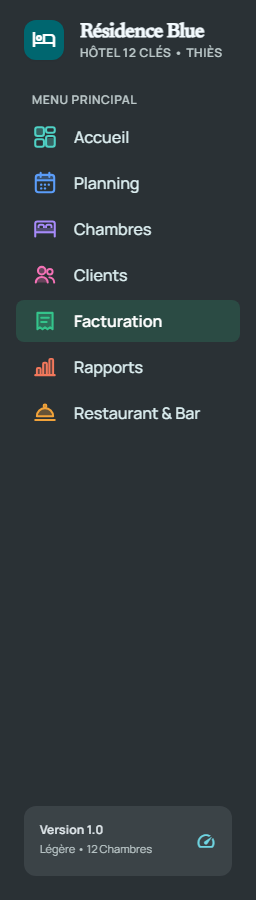 Résidence Blue
HÔTEL 12 CLÉS • THIÈS
MENU PRINCIPAL
Accueil
Planning
Chambres
Clients
Facturation
Rapports
Restaurant & Bar
Version 1.0
Légère • 12 Chambres